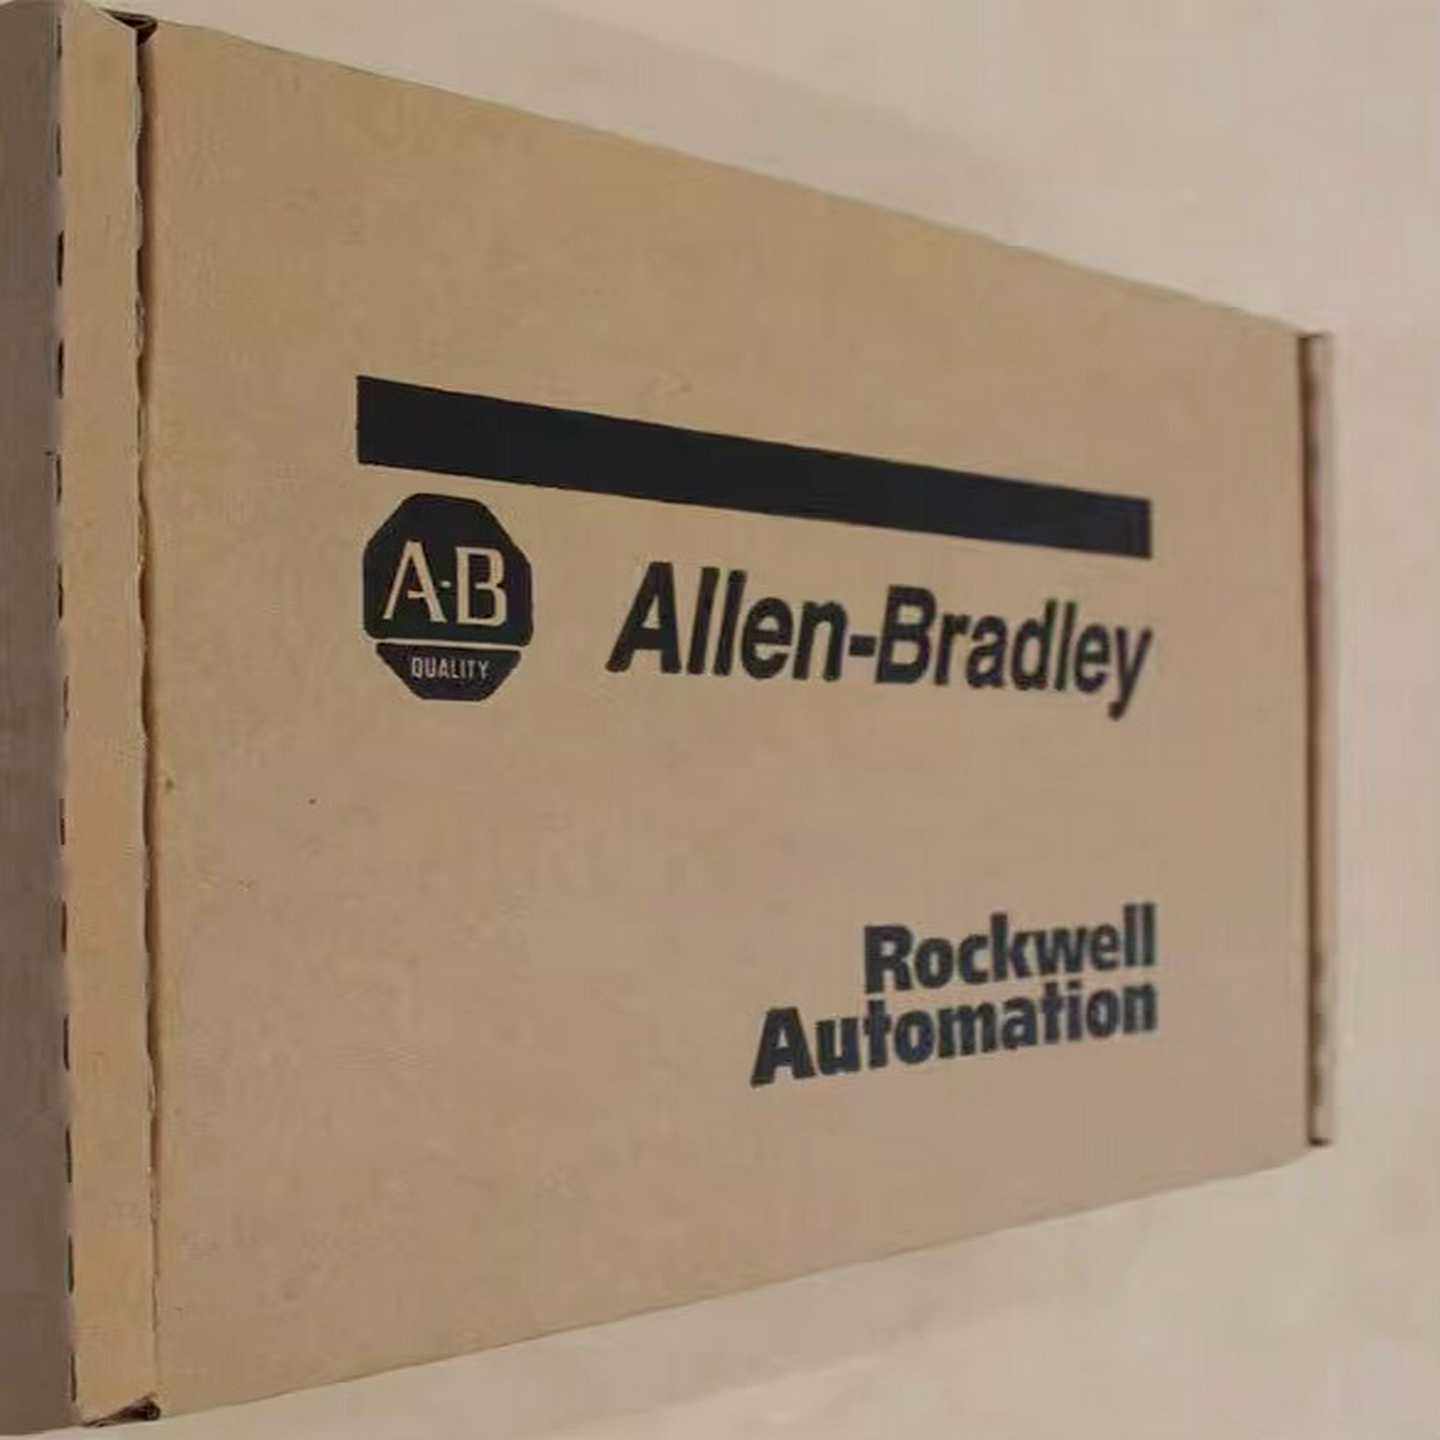 A-B
QUALITY
Allen-Bradley
Rockwell
Automation